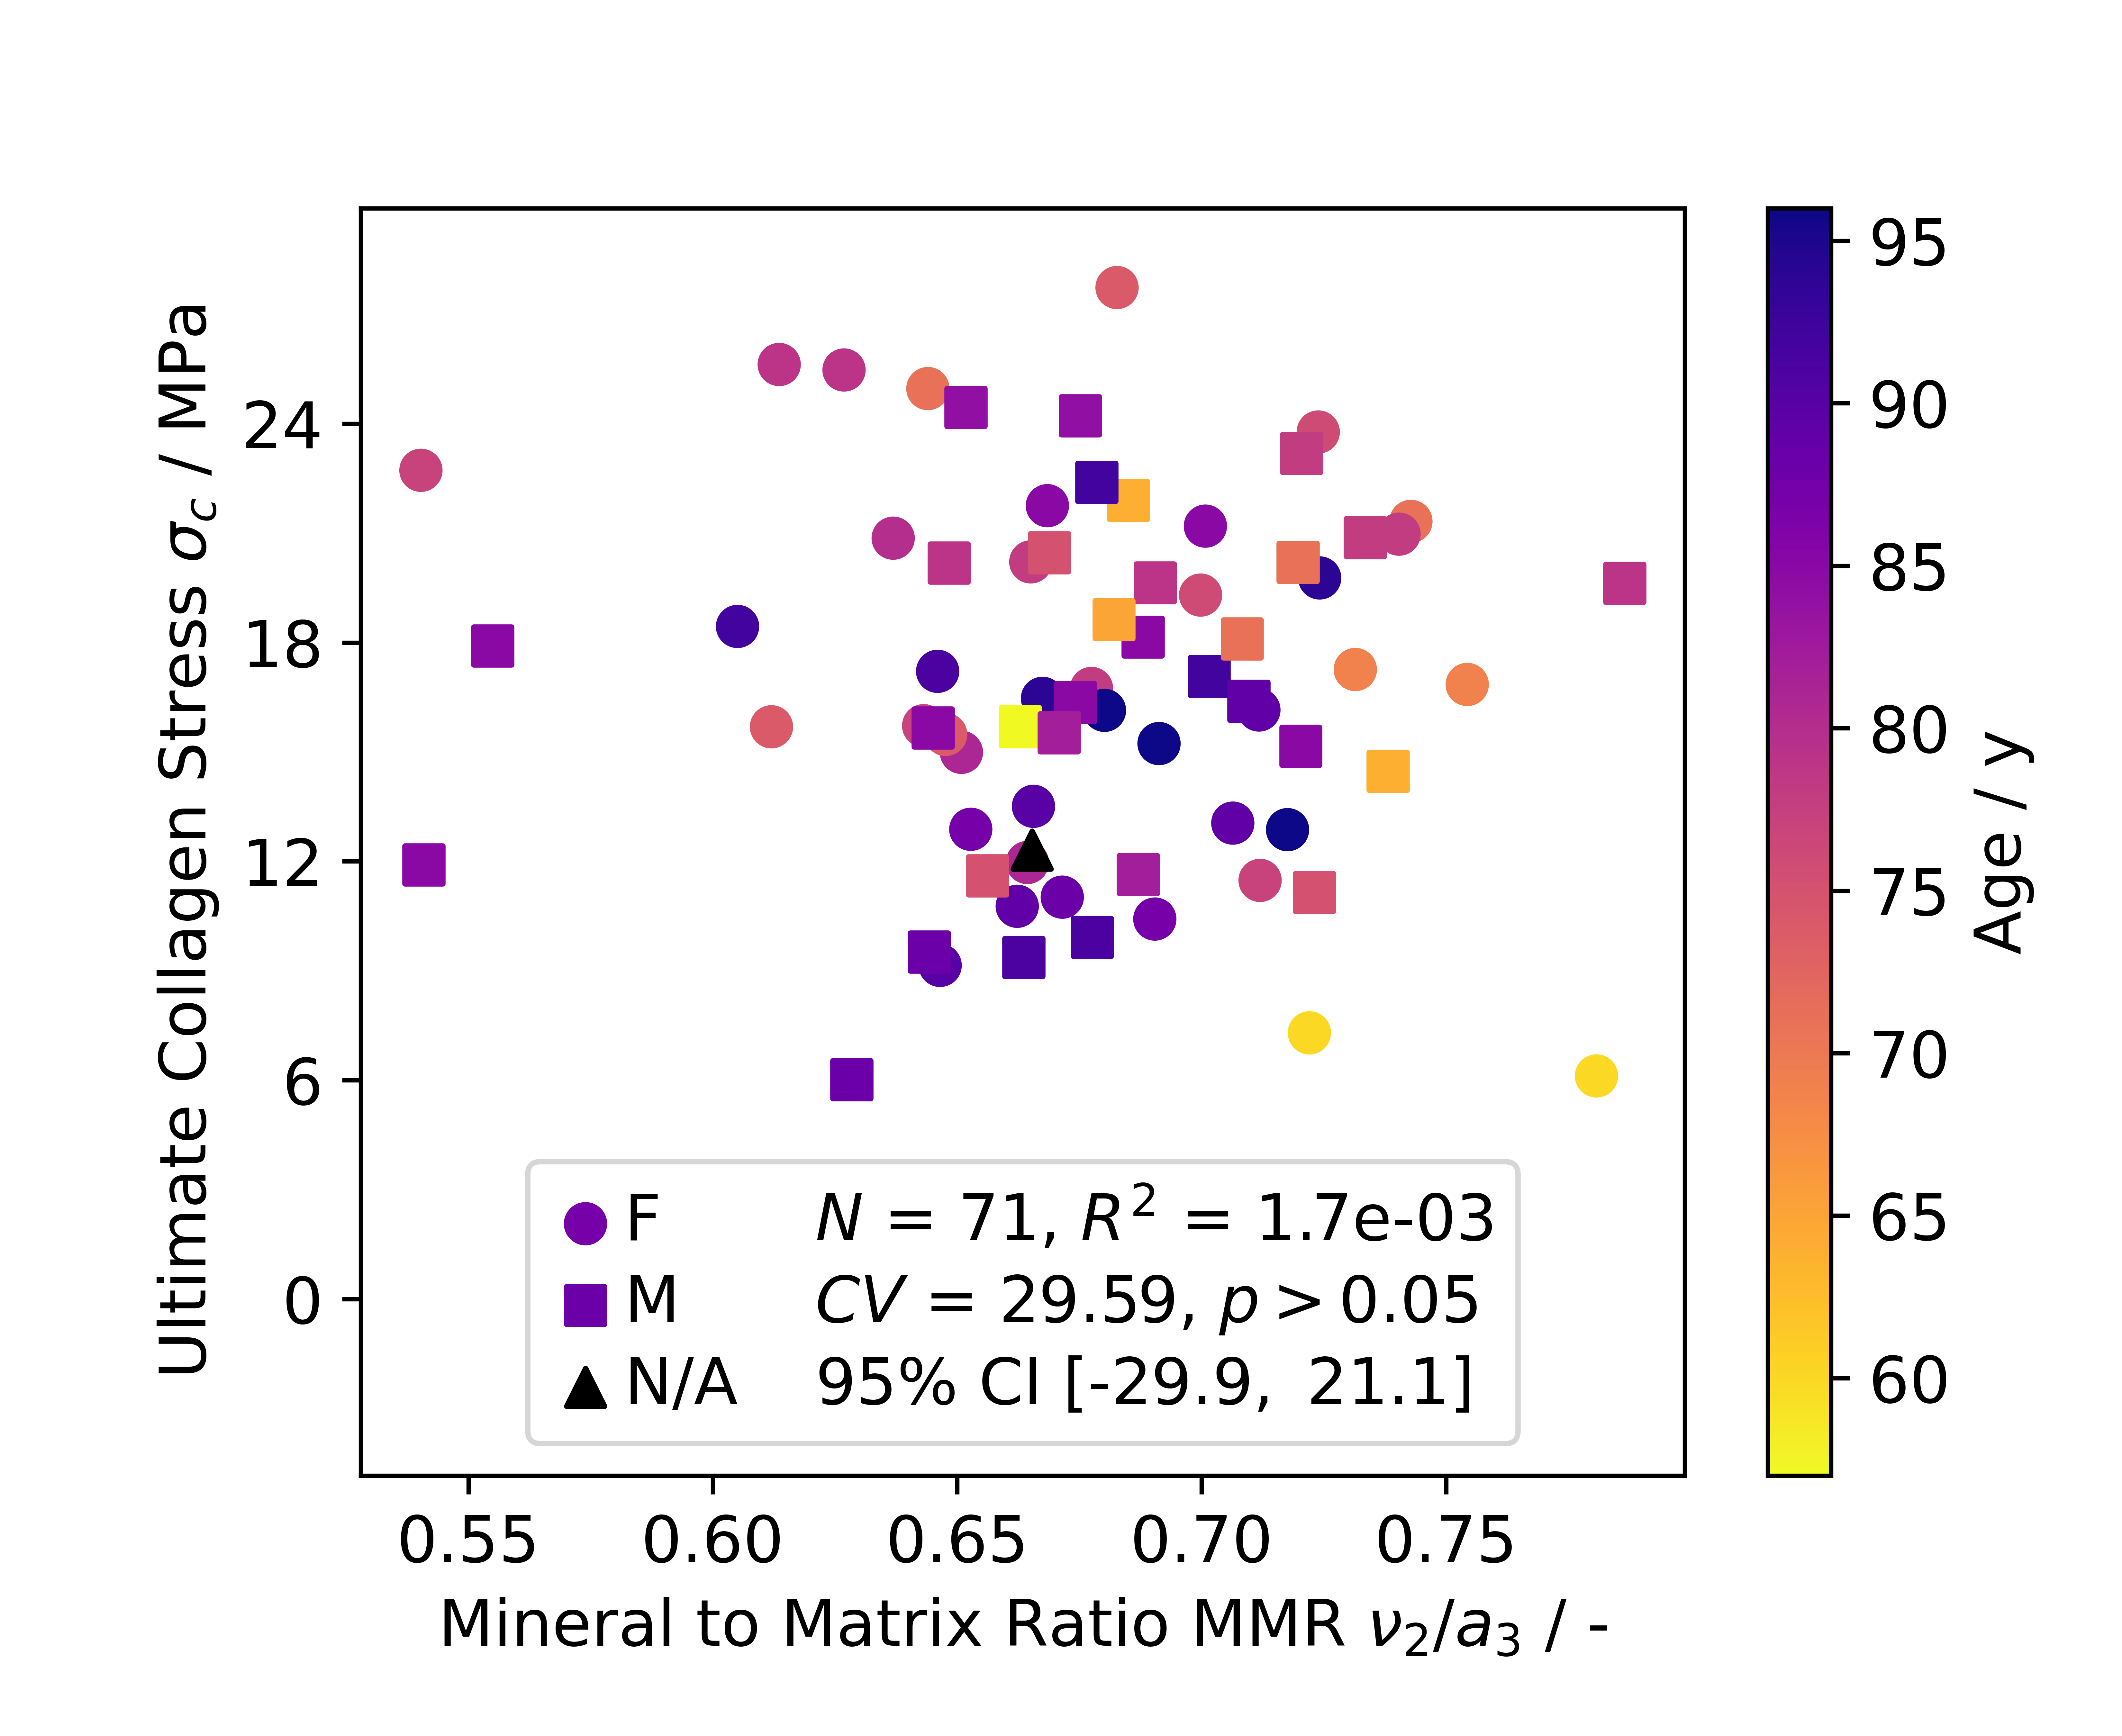 Ultimate Collagen Stress σc / MPa
24
18
12
6
0
F
M
N/A
N = 71, R² = 1.7e-03
CV = 29.59, p > 0.05
95% CI [-29.9, 21.1]
0.55 0.60 0.65 0.70 0.75
Mineral to Matrix Ratio MMR ν₂/a₃ / -
95
90
85
80
75
70
65
60
Age / y